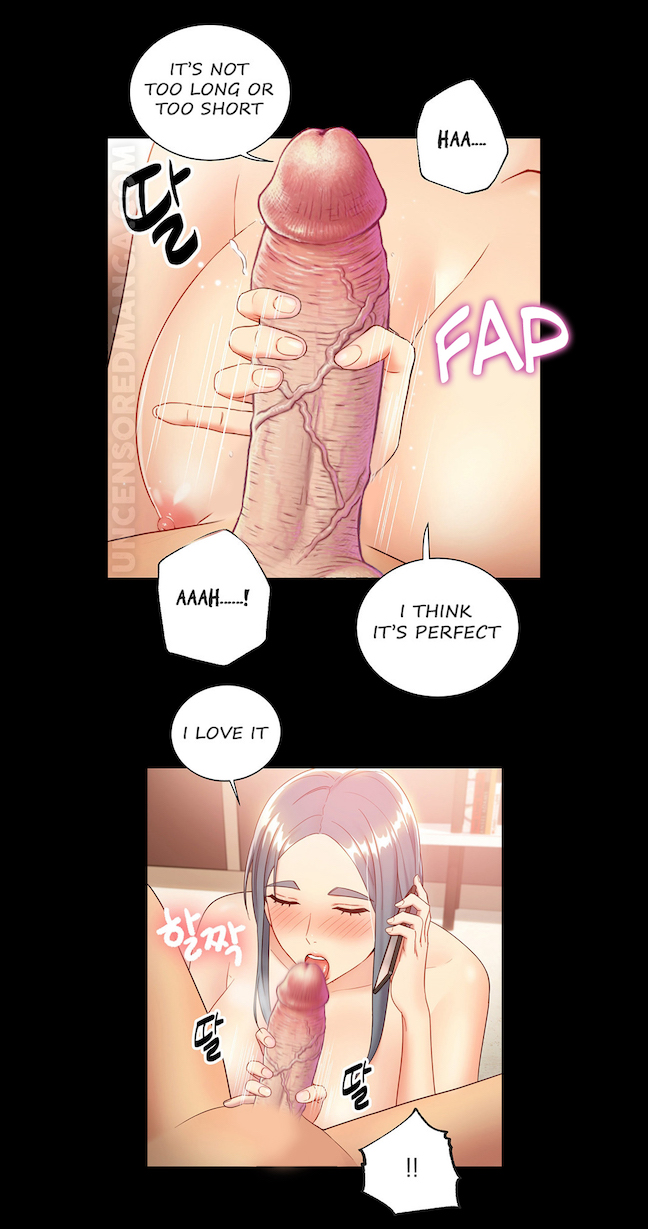 IT'S NOT
TOO LONG OR
TOO SHORT
HAA....
딸
UNCENSOREDMANGA.COM
FAP
AAAH......!
I THINK
IT'S PERFECT
I LOVE IT
할짝
딸
딸
!!